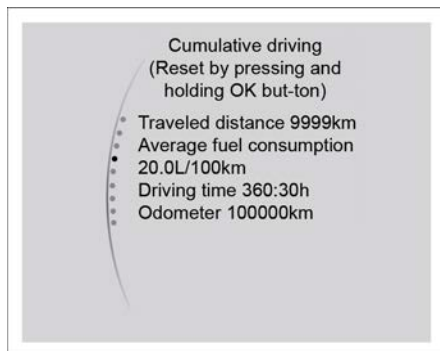 Cumulative driving
(Reset by pressing and
holding OK but-ton)
Traveled distance 9999km
Average fuel consumption
20.0L/100km
Driving time 360:30h
Odometer 100000km